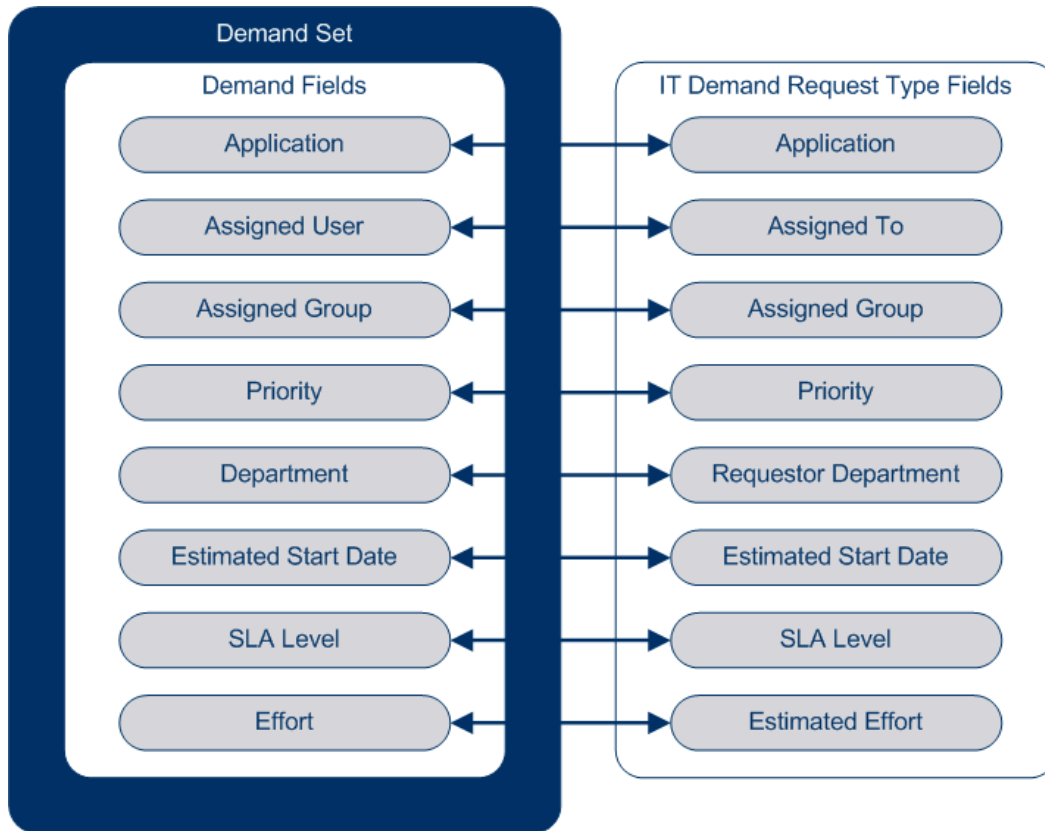 Demand Set
Demand Fields
IT Demand Request Type Fields
Application
Application
Assigned User
Assigned To
Assigned Group
Assigned Group
Priority
Priority
Department
Requestor Department
Estimated Start Date
Estimated Start Date
SLA Level
SLA Level
Effort
Estimated Effort